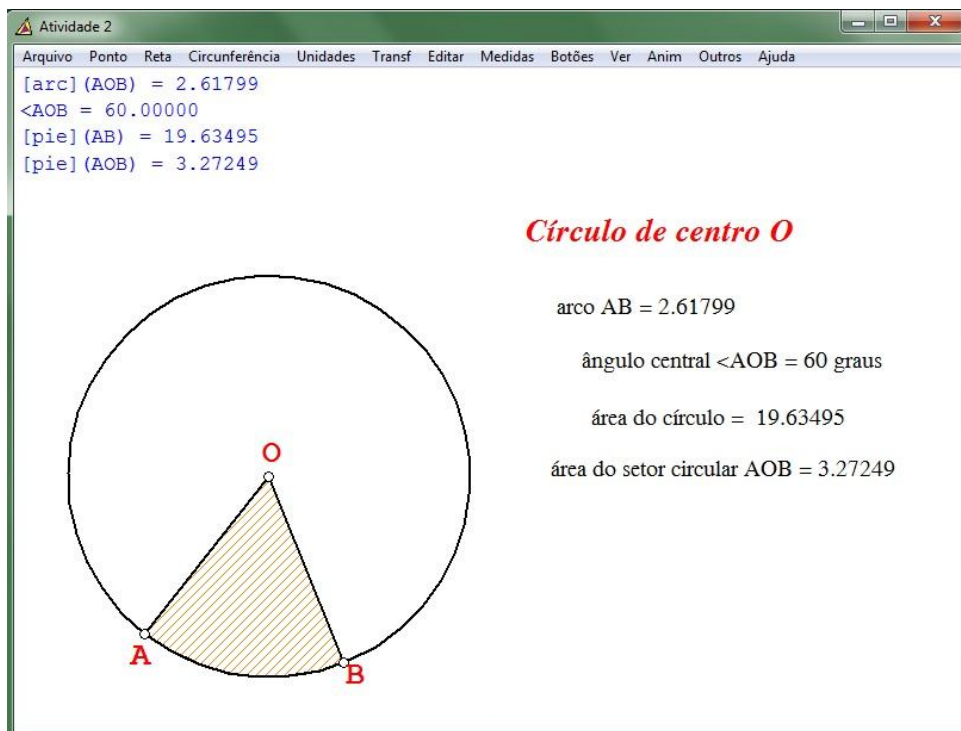 Atividade 2
Arquivo Ponto Reta Circunferência Unidades Transf Editar Medidas Botões Ver Anim Outros Ajuda
[arc](AOB) = 2.61799
<AOB = 60.00000
[pie](AB) = 19.63495
[pie](AOB) = 3.27249
Círculo de centro O
arco AB = 2.61799
ângulo central <AOB = 60 graus
área do círculo = 19.63495
área do setor circular AOB = 3.27249
O
A
B